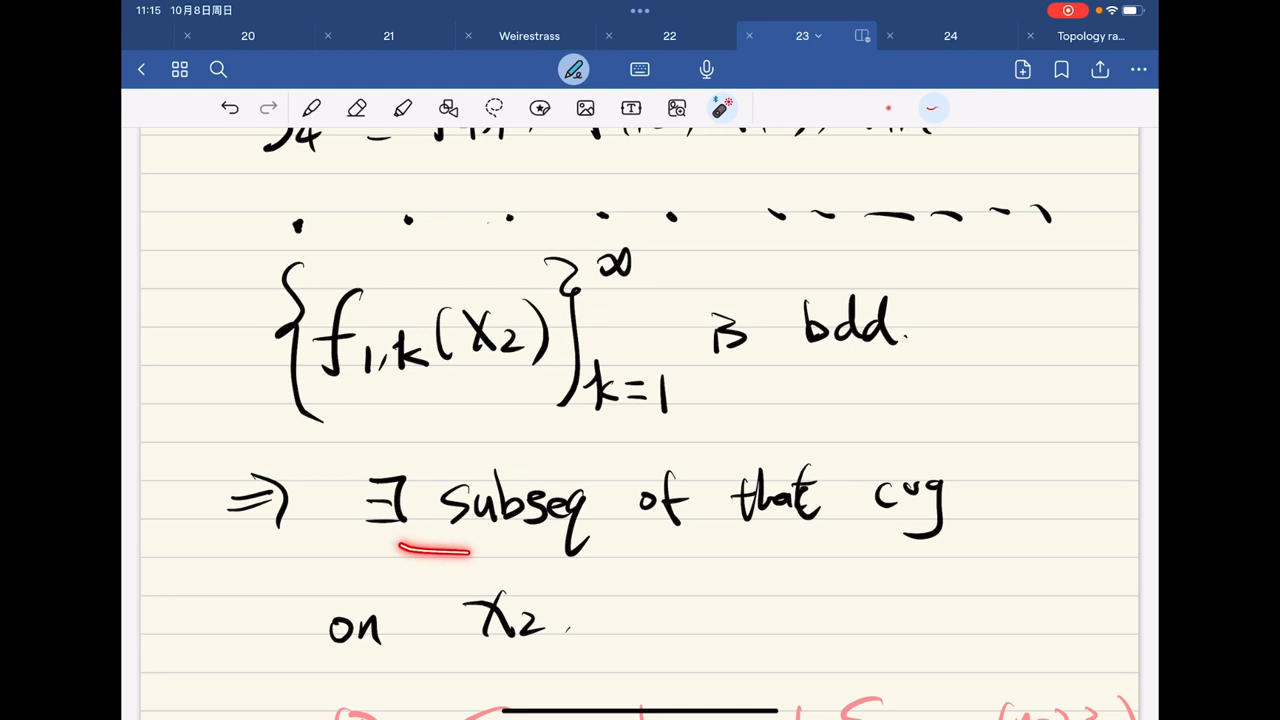 11:15 10月8日周日
20 21 Weirestrass 22 23 24 Topology ra...
{f₁,ₖ(x₂)}^∞_{k=1} is bdd.
⇒ ∃ subseq of that cvg
on x₂.